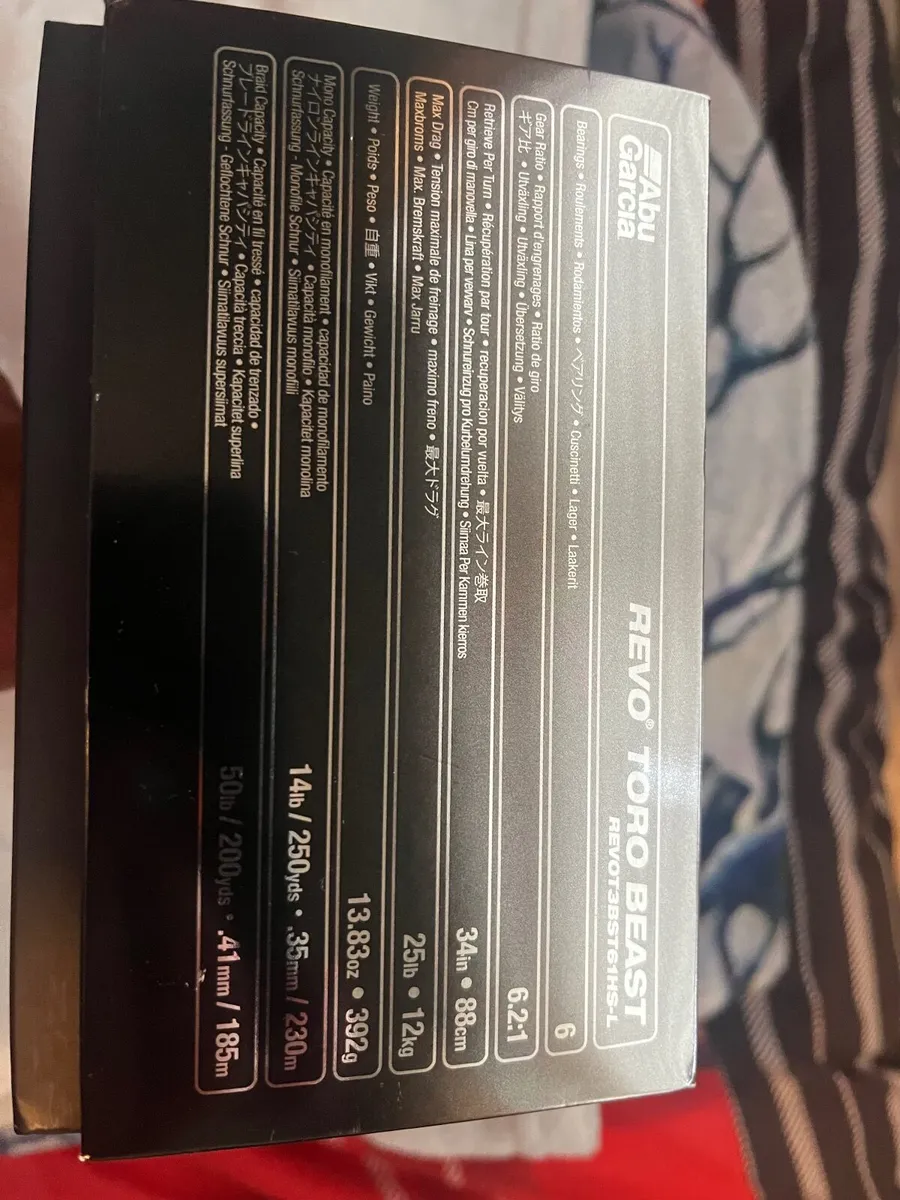 Abu
Garcia
REVO® TORO BEAST
REVOT3BST61HS-L
Bearings • Roulements • Rodamientos • ベアリング • Cuscinetti • Lager • Laakerit
6
Gear Ratio • Rapport d'engrenages • Ratio de giro
ギア比 • Utväxling • Utväxling • Übersetzung • Välitys
6.2:1
Retrieve Per Turn • Récupération par tour • récuperacion por vuelta • 最大ライン巻取
Cm per giro di manovella • Lina per vevvarv • Schnureinzug pro Kurbelumdrehung • Siimaa Per Kammen kierros
34in • 88cm
Max Drag • Tension maximale de freinage • maximo freno • 最大ドラグ
Maxbroms • Max. Bremskraft • Max Jarru
25lb • 12kg
Weight • Poids • Peso • 自重 • Vikt • Gewicht • Paino
13.83oz • 392g
Mono Capacity • Capacité en monofilament • capacidad de monofilamento
ナイロンラインキャパシティ • Capacità monofilo • Kapacitet monolina
Schnurfassung - Monofile Schnur • Siimatilavuus monofiili
14lb / 250yds • .35mm / 230m
Braid Capacity • Capacité en fil tressé • capacidad de trenzado •
ブレードラインキャパシティ • Capacità treccia • Kapacitet superlina
Schnurfassung - Geflochtene Schnur • Siimatilavuus supersiimat
50lb / 200yds • .41mm / 185m